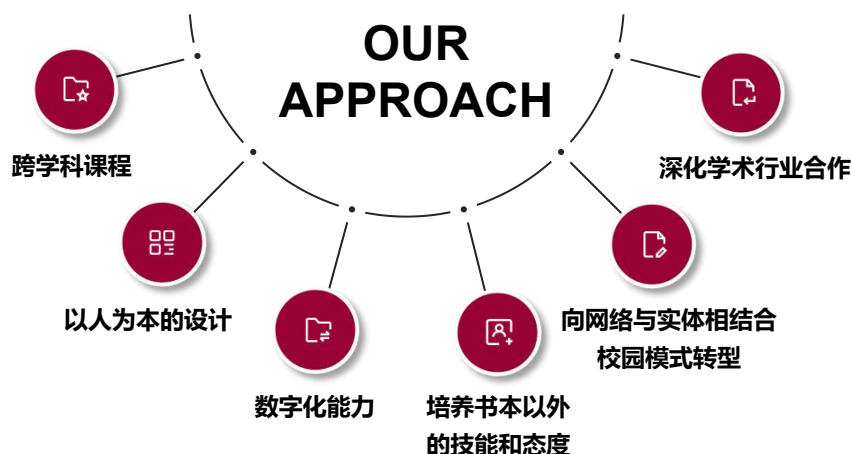 OUR
APPROACH
跨学科课程
以人为本的设计
数字化能力
培养书本以外
的技能和态度
向网络与实体相结合
校园模式转型
深化学术行业合作